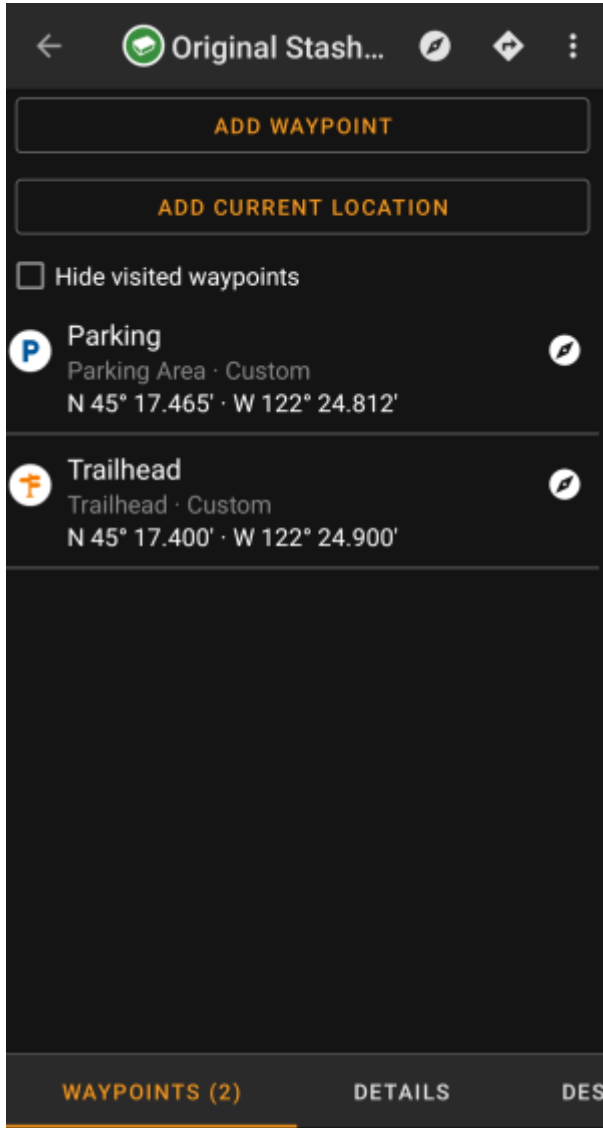 Original Stash...
ADD WAYPOINT
ADD CURRENT LOCATION
Hide visited waypoints
P
Parking
Parking Area · Custom
N 45° 17.465' · W 122° 24.812'
Trailhead
Trailhead · Custom
N 45° 17.400' · W 122° 24.900'
WAYPOINTS (2) DETAILS DES